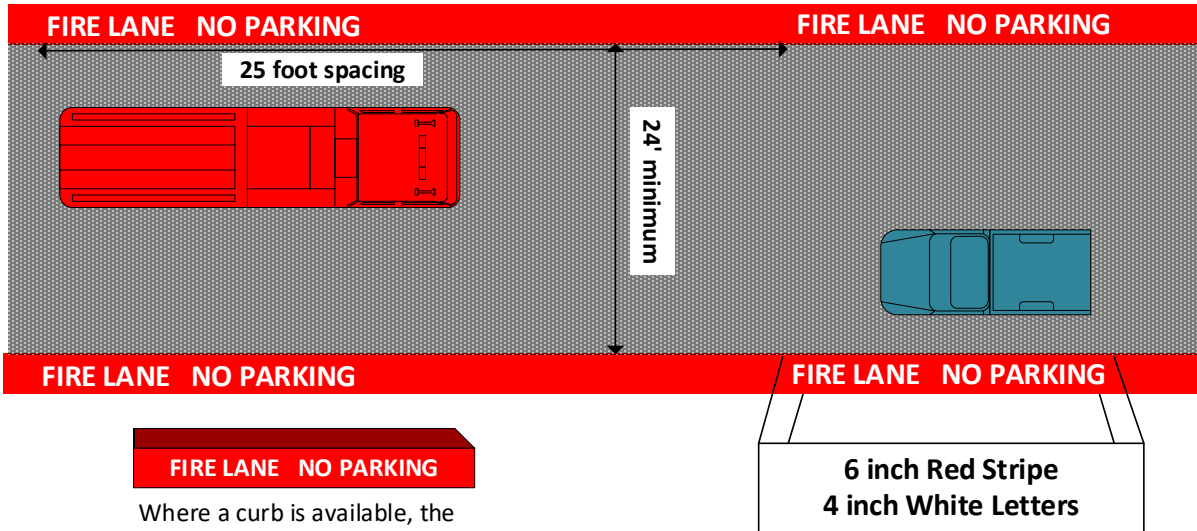 FIRE LANE NO PARKING
FIRE LANE NO PARKING
25 foot spacing
24' minimum
FIRE LANE NO PARKING
FIRE LANE NO PARKING
FIRE LANE NO PARKING
Where a curb is available, the
6 inch Red Stripe
4 inch White Letters